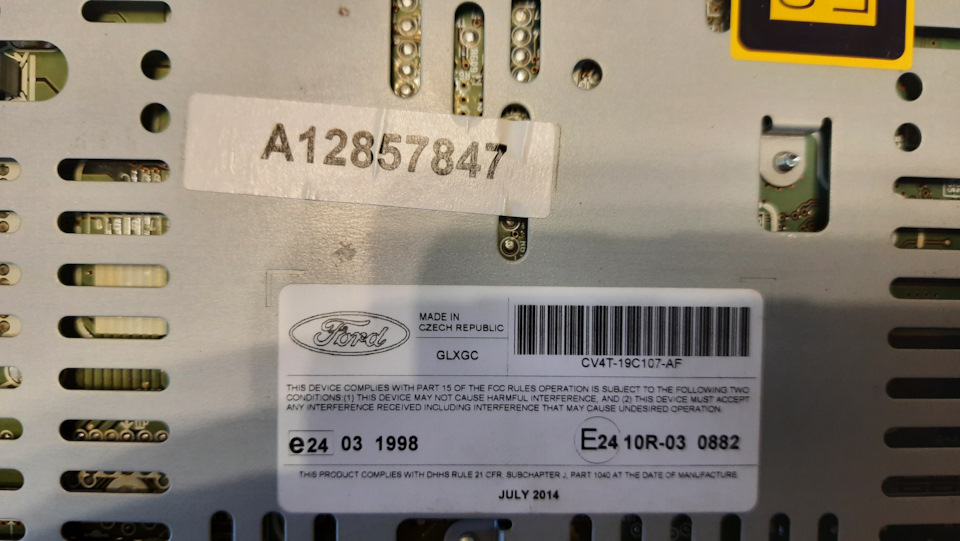 A12857847
Ford
MADE IN
CZECH REPUBLIC
GLXGC
CV4T-19C107-AF
THIS DEVICE COMPLIES WITH PART 15 OF THE FCC RULES OPERATION IS SUBJECT TO THE FOLLOWING TWO
CONDITIONS:(1) THIS DEVICE MAY NOT CAUSE HARMFUL INTERFERENCE, AND (2) THIS DEVICE MUST ACCEPT
ANY INTERFERENCE RECEIVED INCLUDING INTERFERENCE THAT MAY CAUSE UNDESIRED OPERATION.
e24 03 1998
E24 10R-03 0882
THIS PRODUCT COMPLIES WITH DHHS RULE 21 CFR. SUBCHAPTER J, PART 1040 AT THE DATE OF MANUFACTURE.
JULY 2014